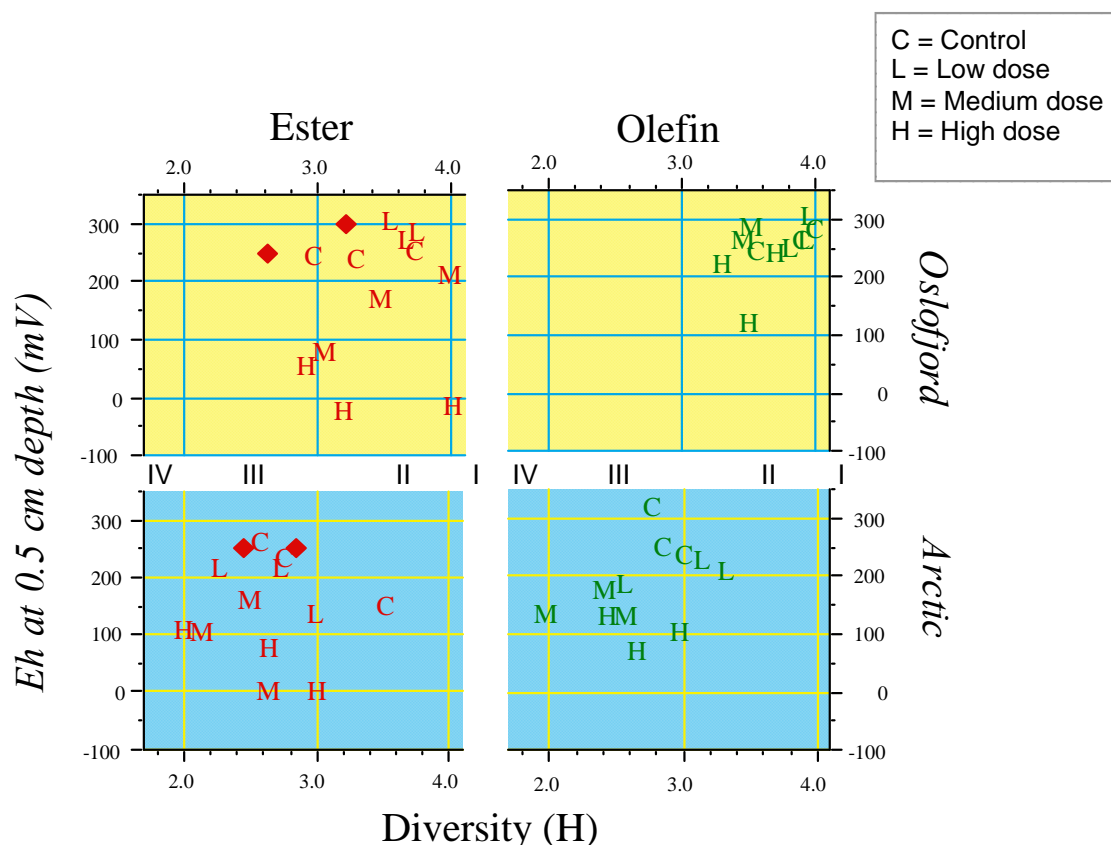 C = Control
L = Low dose
M = Medium dose
H = High dose
Ester
Olefin
2.0 3.0 4.0
2.0 3.0 4.0
300
200
100
0
-100
L
L
L
C
C
C
M
M
M
H
H
H
L
M
C
M
L
C
L
C
H
H
H
300
200
100
0
-100
Oslofjord
Eh at 0.5 cm depth (mV)
IV III II I
IV III II I
300
200
100
0
-100
C
C
L
L
M
C
L
H
M
H
M
H
C
C
C
L
L
M
L
M
H
M
H
H
300
200
100
0
-100
Arctic
2.0 3.0 4.0
2.0 3.0 4.0
Diversity (H)